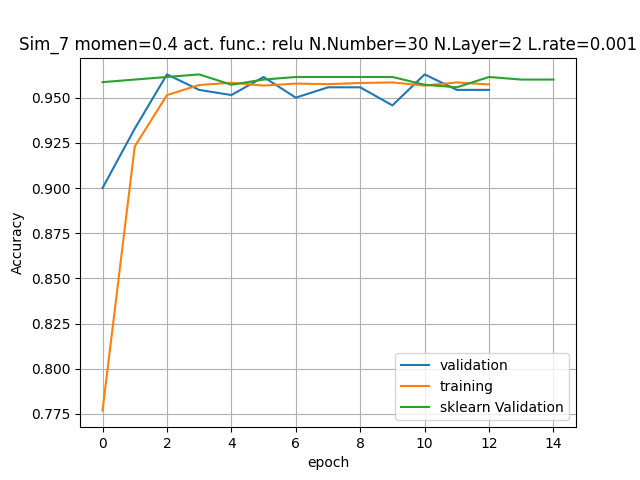 Sim_7 momen=0.4 act. func.: relu N.Number=30 N.Layer=2 L.rate=0.001
0.950
0.925
0.900
0.875
0.850
0.825
0.800
0.775
Accuracy
0 2 4 6 8 10 12 14
epoch
validation
training
sklearn Validation